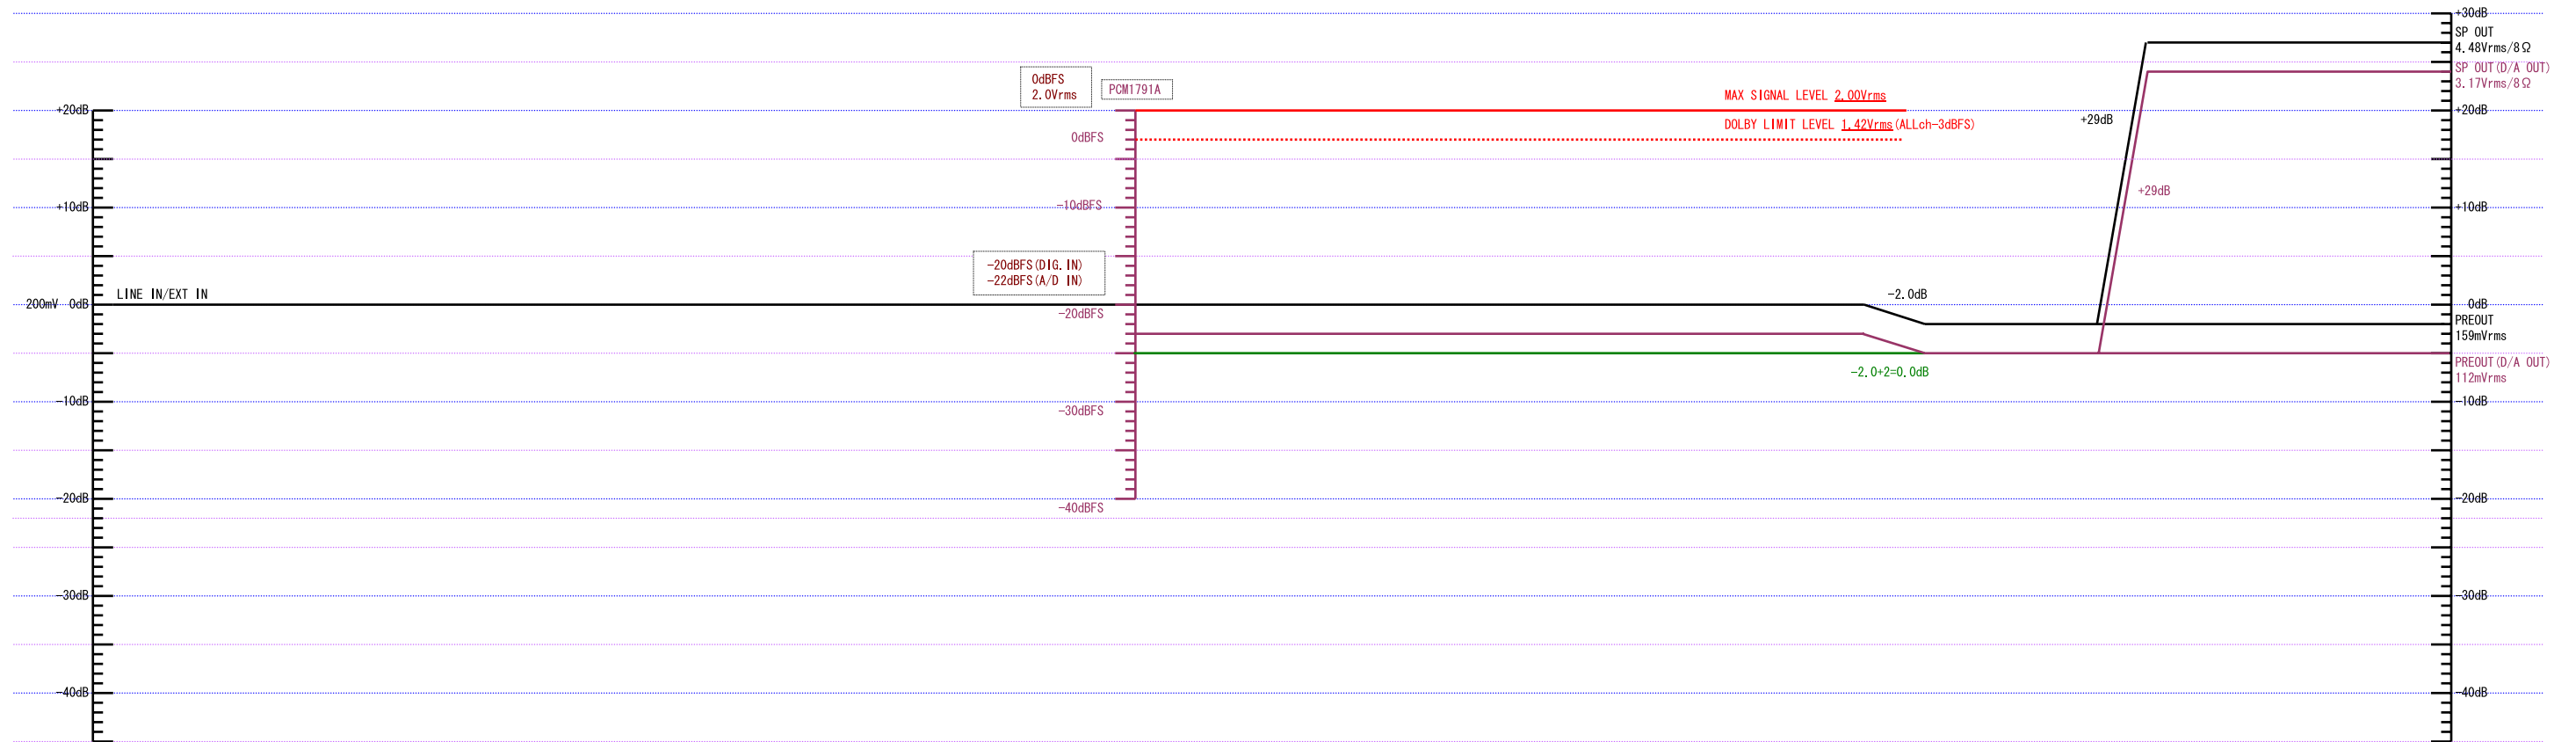 +30dB
SP OUT
4.48Vrms/8Ω
SP OUT(D/A OUT)
3.17Vrms/8Ω
0dBFS
2.0Vrms
PCM1791A
MAX SIGNAL LEVEL 2.00Vrms
+20dB
+20dB
+29dB
DOLBY LIMIT LEVEL 1.42Vrms(ALLch-3dBFS)
0dBFS
+29dB
+10dB
-10dBFS
+10dB
-20dBFS(DIG.IN)
-22dBFS(A/D IN)
LINE IN/EXT IN
-2.0dB
200mV 0dB
0dB
-20dBFS
PREOUT
159mVrms
PREOUT(D/A OUT)
112mVrms
-2.0+2=0.0dB
-10dB
-10dB
-30dBFS
-20dB
-20dB
-40dBFS
-30dB
-30dB
-40dB
-40dB